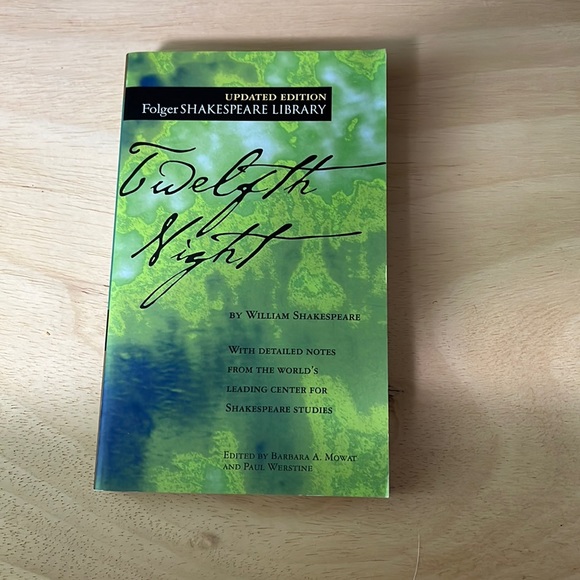 UPDATED EDITION
Folger SHAKESPEARE LIBRARY
Twelfth
Night
BY WILLIAM SHAKESPEARE
WITH DETAILED NOTES
FROM THE WORLD'S
LEADING CENTER FOR
SHAKESPEARE STUDIES
EDITED BY BARBARA A. MOWAT
AND PAUL WERSTINE